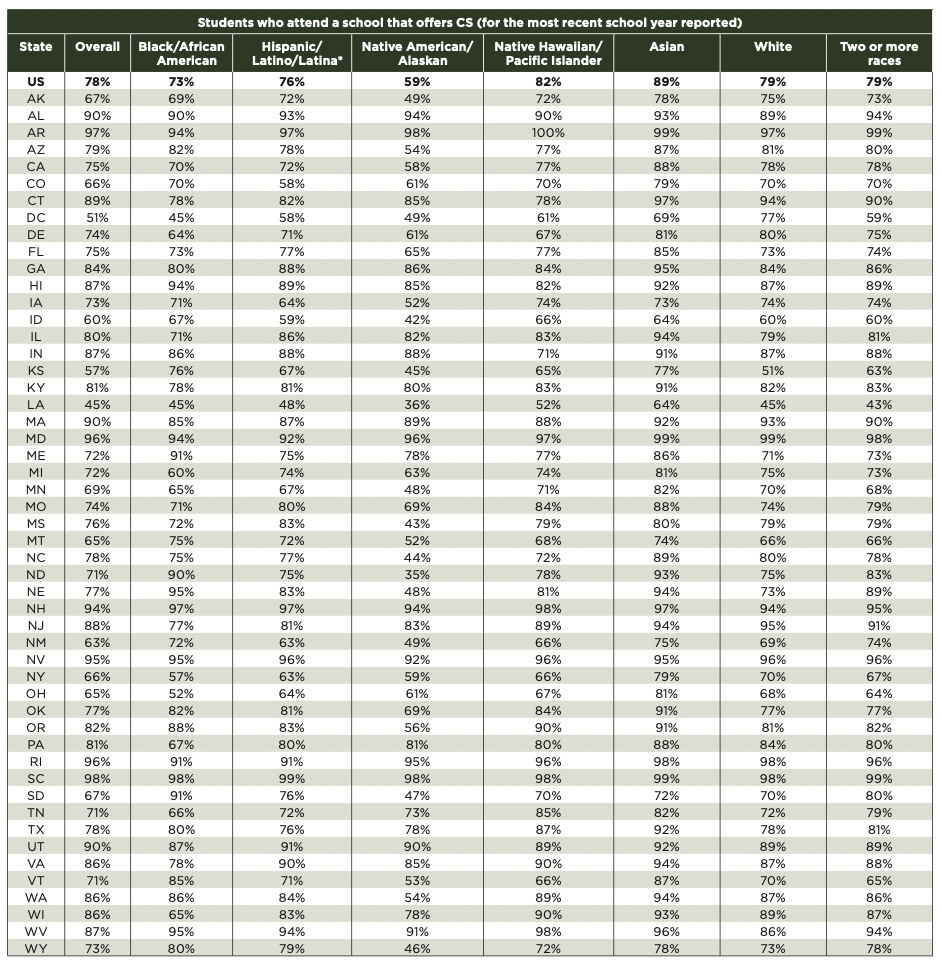 Students who attend a school that offers CS (for the most recent school year reported)
State Overall Black/African American Hispanic/ Latino/Latina* Native American/ Alaskan Native Hawaiian/ Pacific Islander Asian White Two or more races
US 78% 73% 76% 59% 82% 89% 79% 79%
AK 67% 69% 72% 49% 72% 78% 75% 73%
AL 90% 90% 93% 94% 90% 93% 89% 94%
AR 97% 94% 97% 98% 100% 99% 97% 99%
AZ 79% 82% 78% 54% 77% 87% 81% 80%
CA 75% 70% 72% 58% 77% 88% 78% 78%
CO 66% 70% 58% 61% 70% 79% 70% 70%
CT 89% 78% 82% 85% 78% 97% 94% 90%
DC 51% 45% 58% 49% 61% 69% 77% 59%
DE 74% 64% 71% 61% 67% 81% 80% 75%
FL 75% 73% 77% 65% 77% 85% 73% 74%
GA 84% 80% 88% 86% 84% 95% 84% 86%
HI 87% 94% 89% 85% 82% 92% 87% 89%
IA 73% 71% 64% 52% 74% 73% 74% 74%
ID 60% 67% 59% 42% 66% 64% 60% 60%
IL 80% 71% 86% 82% 83% 94% 79% 81%
IN 87% 86% 88% 88% 71% 91% 87% 88%
KS 57% 76% 67% 45% 65% 77% 51% 63%
KY 81% 78% 81% 80% 83% 91% 82% 83%
LA 45% 45% 48% 36% 52% 64% 45% 43%
MA 90% 85% 87% 89% 88% 92% 93% 90%
MD 96% 94% 92% 96% 97% 99% 99% 98%
ME 72% 91% 75% 78% 77% 86% 71% 73%
MI 72% 60% 74% 63% 74% 81% 75% 73%
MN 69% 65% 67% 48% 71% 82% 70% 68%
MO 74% 71% 80% 69% 84% 88% 74% 79%
MS 76% 72% 83% 43% 79% 80% 79% 79%
MT 65% 75% 72% 52% 68% 74% 66% 66%
NC 78% 75% 77% 44% 72% 89% 80% 78%
ND 71% 90% 75% 35% 78% 93% 75% 83%
NE 77% 95% 83% 48% 81% 94% 73% 89%
NH 94% 97% 97% 94% 98% 97% 94% 95%
NJ 88% 77% 81% 83% 89% 94% 95% 91%
NM 63% 72% 63% 49% 66% 75% 69% 74%
NV 95% 95% 96% 92% 96% 95% 96% 96%
NY 66% 57% 63% 59% 66% 79% 70% 67%
OH 65% 52% 64% 61% 67% 81% 68% 64%
OK 77% 82% 81% 69% 84% 91% 77% 77%
OR 82% 88% 83% 56% 90% 91% 81% 82%
PA 81% 67% 80% 81% 80% 88% 84% 80%
RI 96% 91% 91% 95% 96% 98% 98% 96%
SC 98% 98% 99% 98% 98% 99% 98% 99%
SD 67% 91% 76% 47% 70% 72% 70% 80%
TN 71% 66% 72% 73% 85% 82% 72% 79%
TX 78% 80% 76% 78% 87% 92% 78% 81%
UT 90% 87% 91% 90% 89% 92% 89% 89%
VA 86% 78% 90% 85% 90% 94% 87% 88%
VT 71% 85% 71% 53% 66% 87% 70% 65%
WA 86% 86% 84% 54% 89% 94% 87% 86%
WI 86% 65% 83% 78% 90% 93% 89% 87%
WV 87% 95% 94% 91% 98% 96% 86% 94%
WY 73% 80% 79% 46% 72% 78% 73% 78%